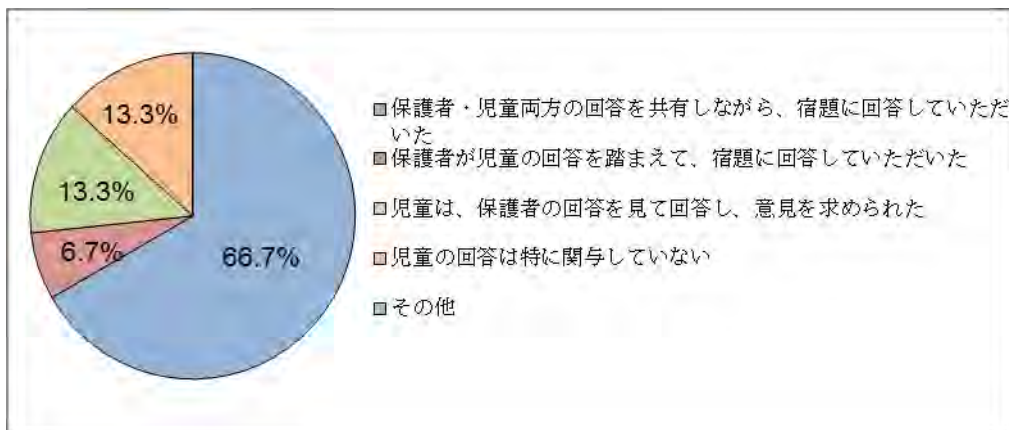 13.3%
13.3%
6.7%
66.7%
保護者・児童両方の回答を共有しながら、宿題に回答していただ
いた
保護者が児童の回答を踏まえて、宿題に回答していただいた
児童は、保護者の回答を見て回答し、意見を求められた
児童の回答は特に関与していない
その他